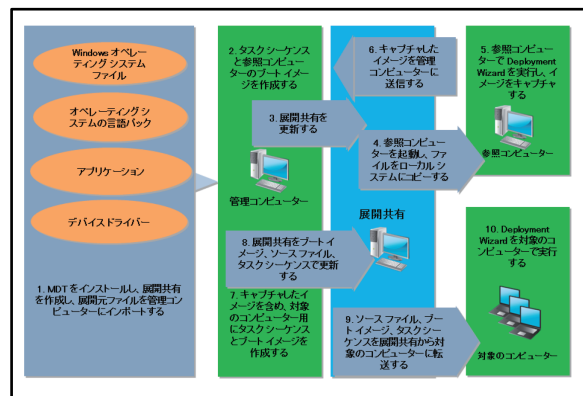 Windows オペレー
ティング システム
ファイル
オペレーティング シ
ステムの言語パック
アプリケーション
デバイスドライバー
1. MDT をインストールし、展開共有
を作成し、展開元ファイルを管理コン
ピューターにインポートする
2. タスク シーケンス
と参照コンピュー
ターのブート イメー
ジを作成する
3. 展開共有
を更新する
管理コンピューター
8. 展開共有をブート イ
メージ、ソース ファイル、
タスク シーケンスで更新
する
7. キャプチャしたイ
メージを含め、対象
のコンピューター用
にタスク シーケンス
とブート イメージを
作成する
6. キャプチャした
イメージを管理
コンピューターに
送信する
4. 参照コンピュー
ターを起動し、ファ
イルをローカル シス
テムにコピーする
展開共有
9. ソース ファイル、ブー
ト イメージ、タスク シー
ケンスを展開共有から対
象のコンピューターに転
送する
5. 参照コンピュー
ターで Deployment
Wizard を実行し、イ
メージをキャプチャ
する
参照コンピューター
10. Deployment
Wizard を対象のコ
ンピューターで実行
する
対象のコンピューター